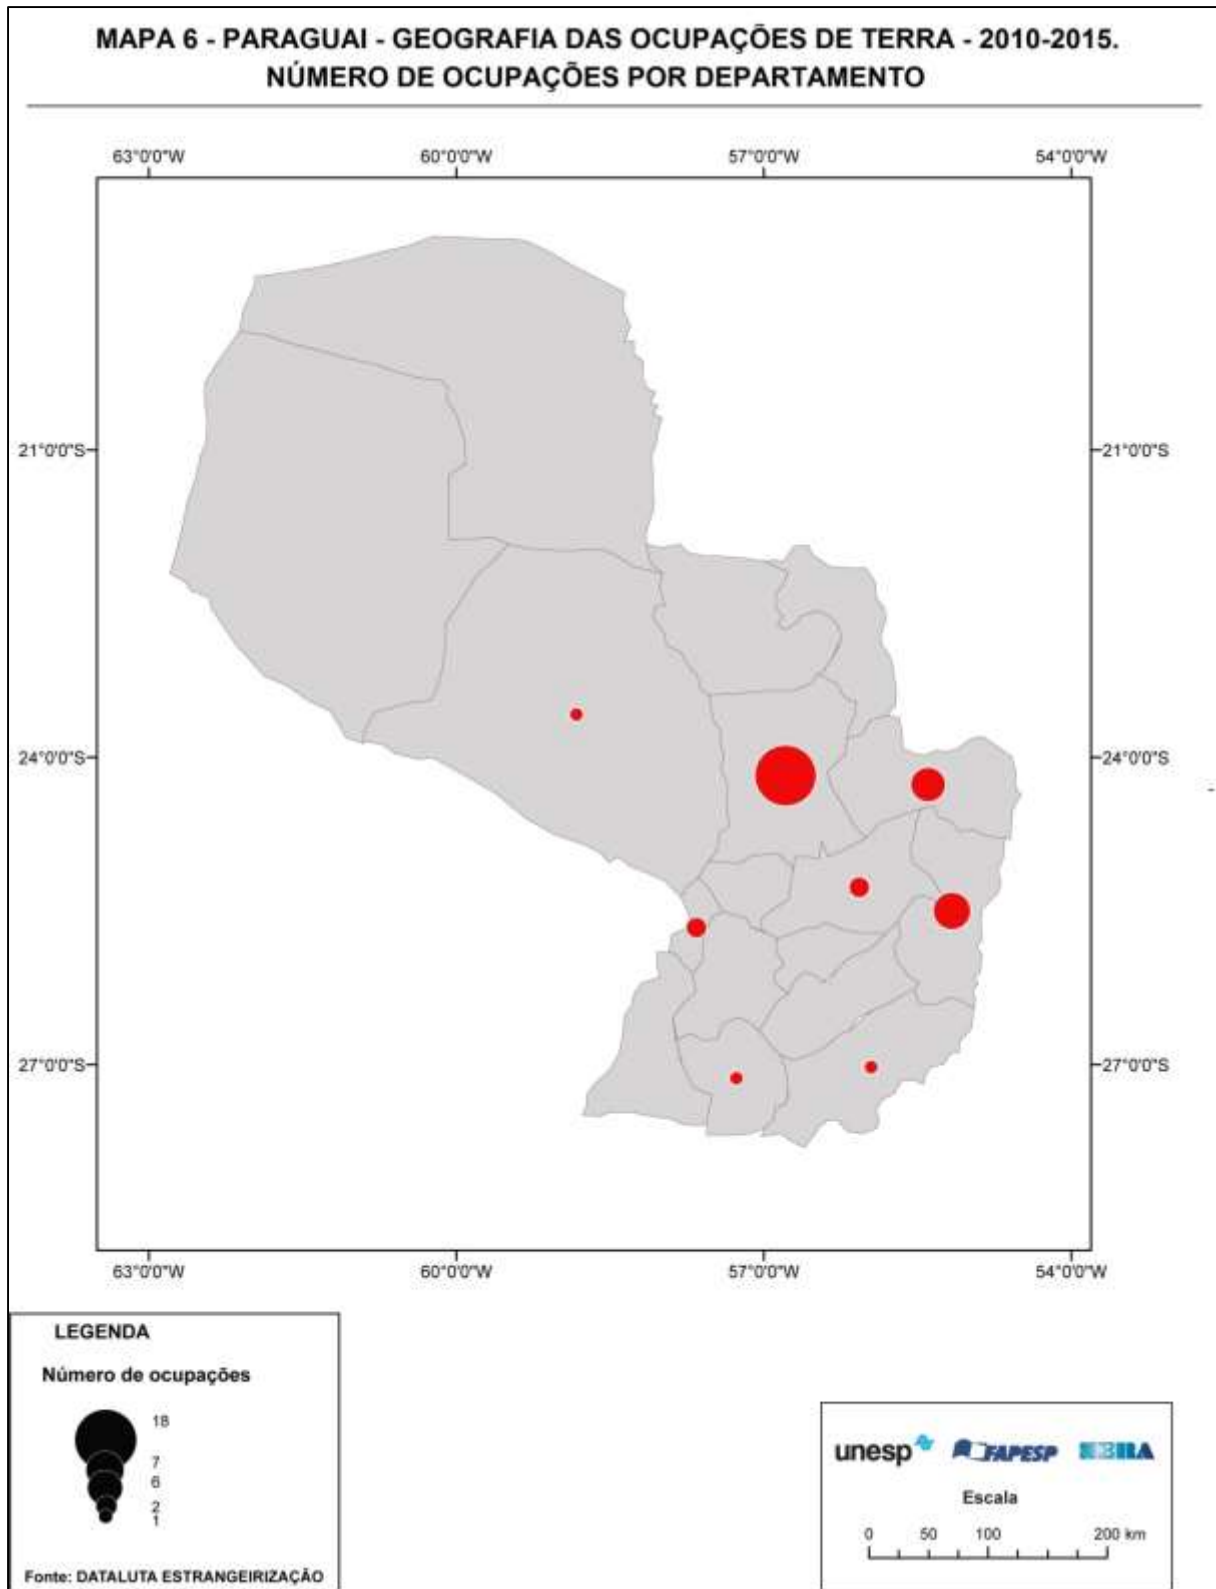 MAPA 6 - PARAGUAI - GEOGRAFIA DAS OCUPAÇÕES DE TERRA - 2010-2015.
NÚMERO DE OCUPAÇÕES POR DEPARTAMENTO
63°0'0"W 60°0'0"W 57°0'0"W 54°0'0"W
21°0'0"S 21°0'0"S
24°0'0"S 24°0'0"S
27°0'0"S 27°0'0"S
63°0'0"W 60°0'0"W 57°0'0"W 54°0'0"W
LEGENDA
Número de ocupações
18
7
6
2
1
Fonte: DATALUTA ESTRANGEIRIZAÇÃO
unesp FAPESP NERA
Escala
0 50 100 200 km